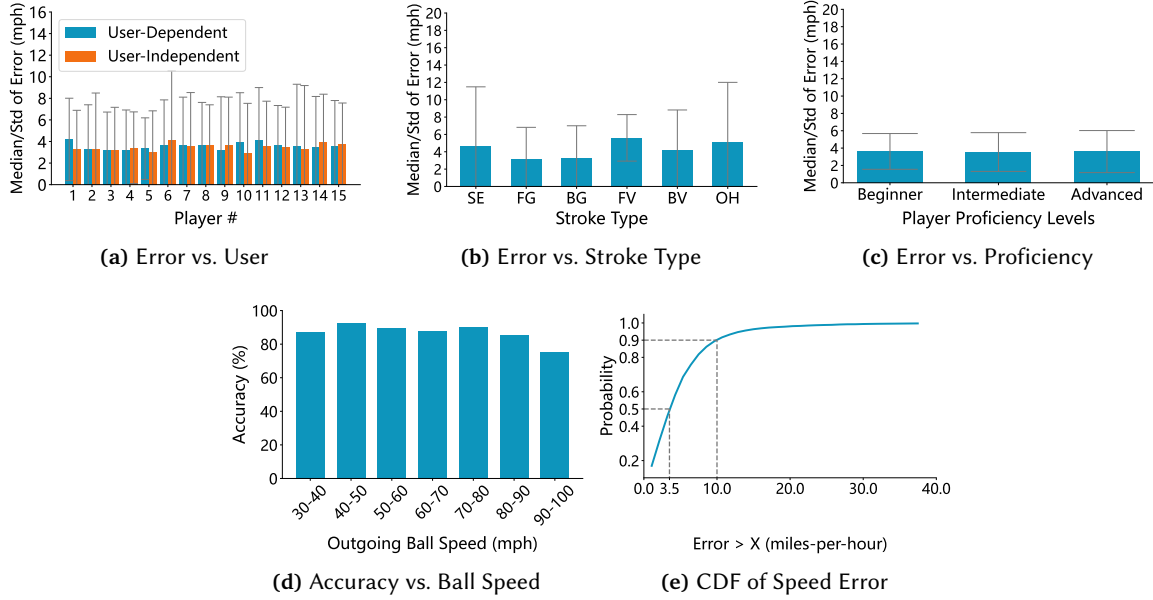 Median/Std of Error (mph)
16
14
12
10
8
6
4
2
0
User-Dependent
User-Independent
1 2 3 4 5 6 7 8 9 10 11 12 13 14 15
Player #
(a) Error vs. User
Median/Std of Error (mph)
20
18
16
14
12
10
8
6
4
2
0
SE FG BG FV BV OH
Stroke Type
(b) Error vs. Stroke Type
Median/Std of Error (mph)
20
18
16
14
12
10
8
6
4
2
0
Beginner Intermediate Advanced
Player Proficiency Levels
(c) Error vs. Proficiency
Accuracy (%)
100
80
60
40
20
0
30-40 40-50 50-60 60-70 70-80 80-90 90-100
Outgoing Ball Speed (mph)
(d) Accuracy vs. Ball Speed
Probability
1.0
0.9
0.8
0.6
0.5
0.4
0.2
0.0 3.5 10.0 20.0 30.0 40.0
Error > X (miles-per-hour)
(e) CDF of Speed Error